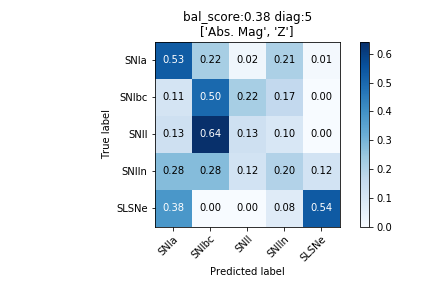 bal_score:0.38 diag:5
['Abs. Mag', 'Z']
True label
SNIa 0.53 0.22 0.02 0.21 0.01
SNIbc 0.11 0.50 0.22 0.17 0.00
SNII 0.13 0.64 0.13 0.10 0.00
SNIIn 0.28 0.28 0.12 0.20 0.12
SLSNe 0.38 0.00 0.00 0.08 0.54
SNIa SNIbc SNII SNIIn SLSNe
Predicted label
0.6
0.5
0.4
0.3
0.2
0.1
0.0